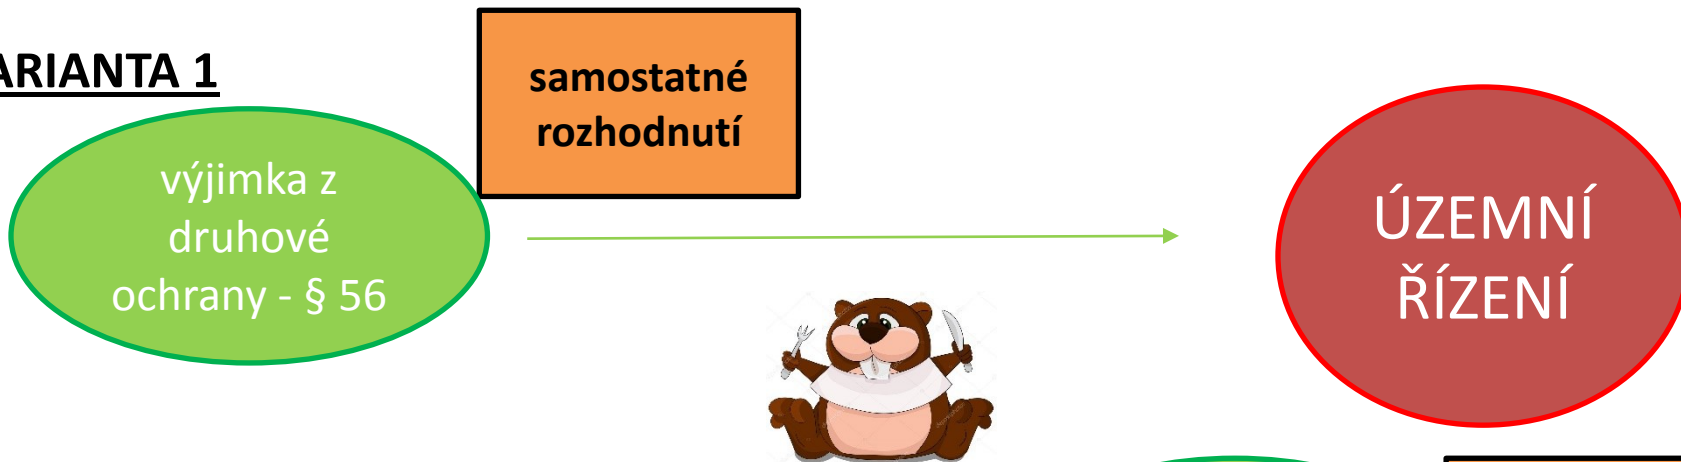 ARIANTA 1
samostatné
rozhodnutí
výjimka z
druhové
ochrany - § 56
ÚZEMNÍ
ŘÍZENÍ